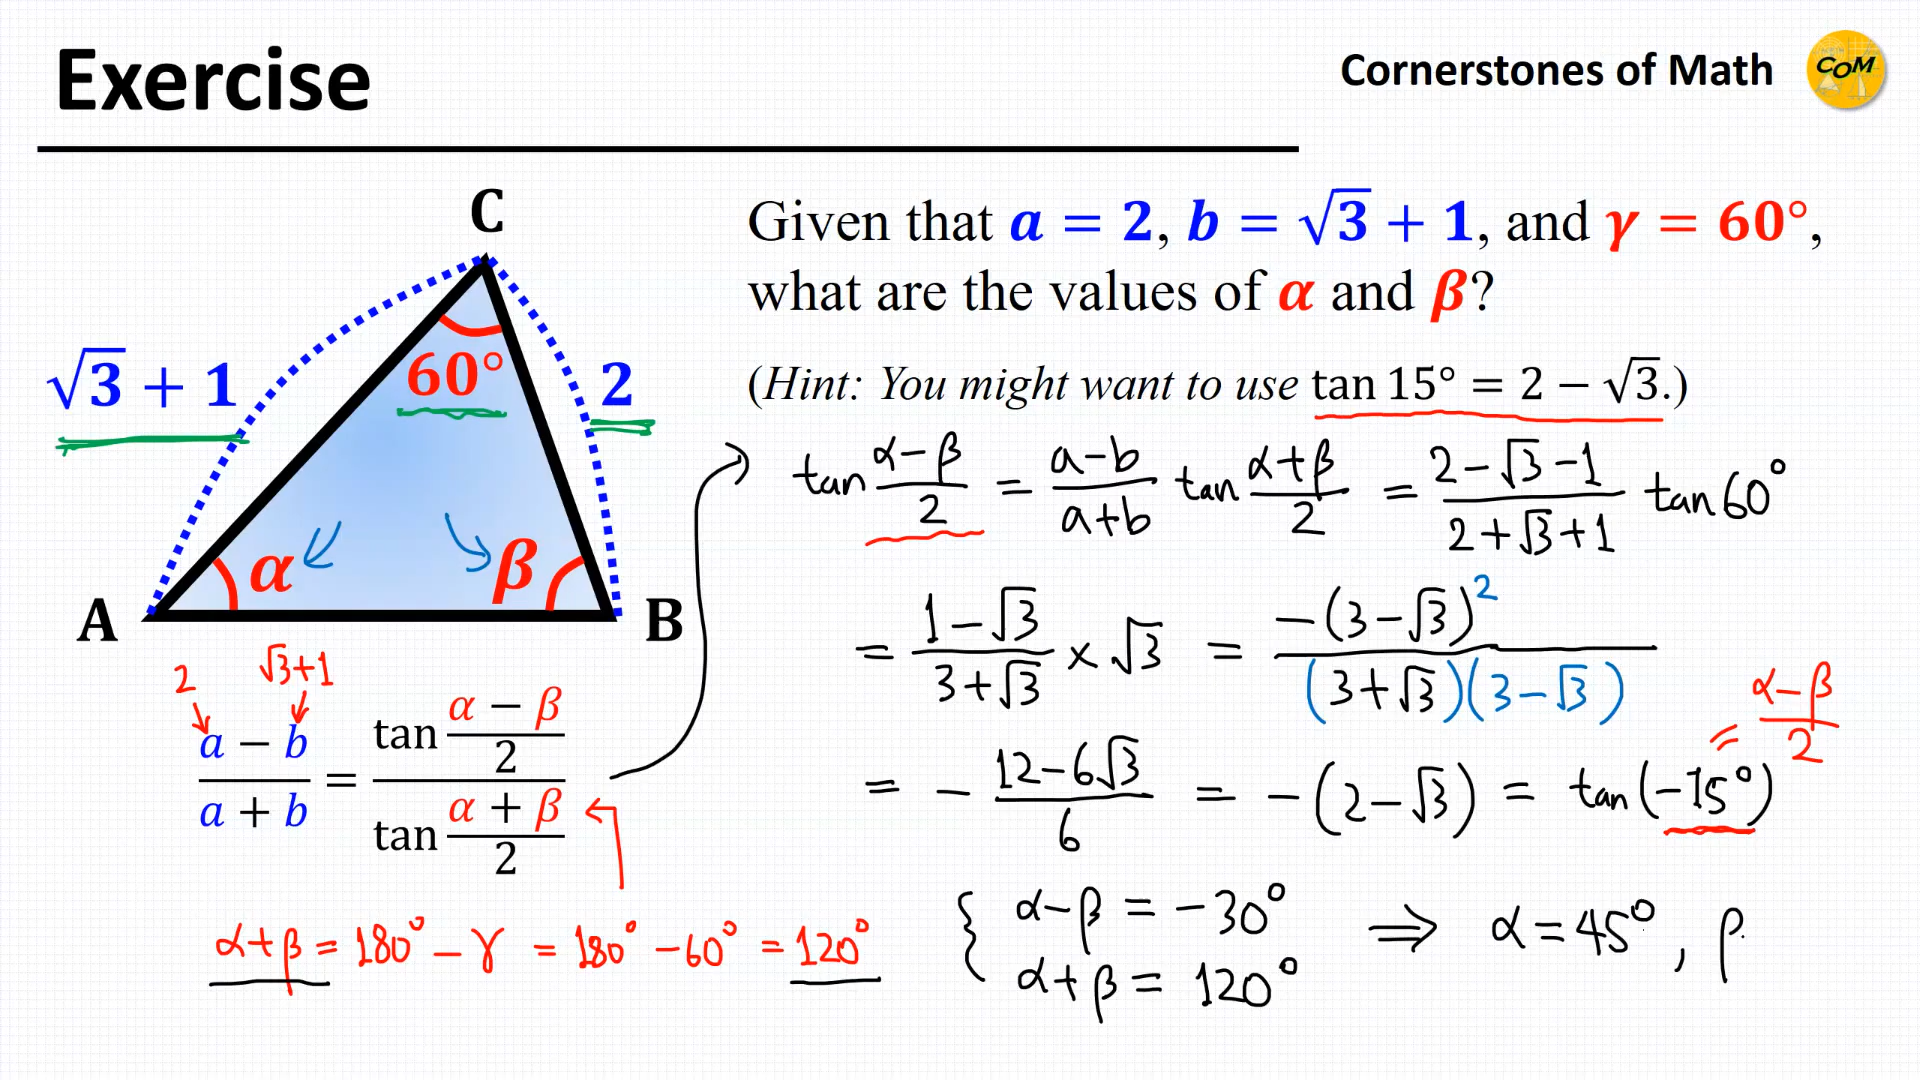 Exercise
Cornerstones of Math
COM
C
Given that a = 2, b = √3 + 1, and γ = 60°,
what are the values of α and β?
(Hint: You might want to use tan 15° = 2 − √3.)
√3 + 1
60°
2
α
β
A
B
2
√3+1
(a − b)/(a + b) = (tan (α − β)/2)/(tan (α + β)/2)
α+β = 180° − γ = 180° − 60° = 120°
tan (α−β)/2 = (a−b)/(a+b) tan (α+β)/2 = (2−√3−1)/(2+√3+1) tan 60°
= (1−√3)/(3+√3) × √3 = −(3−√3)²/((3+√3)(3−√3))
= − (12−6√3)/6 = −(2−√3) = tan(−15°)
= (α−β)/2
{ α−β = −30°
α+β = 120°
⇒ α = 45°, β